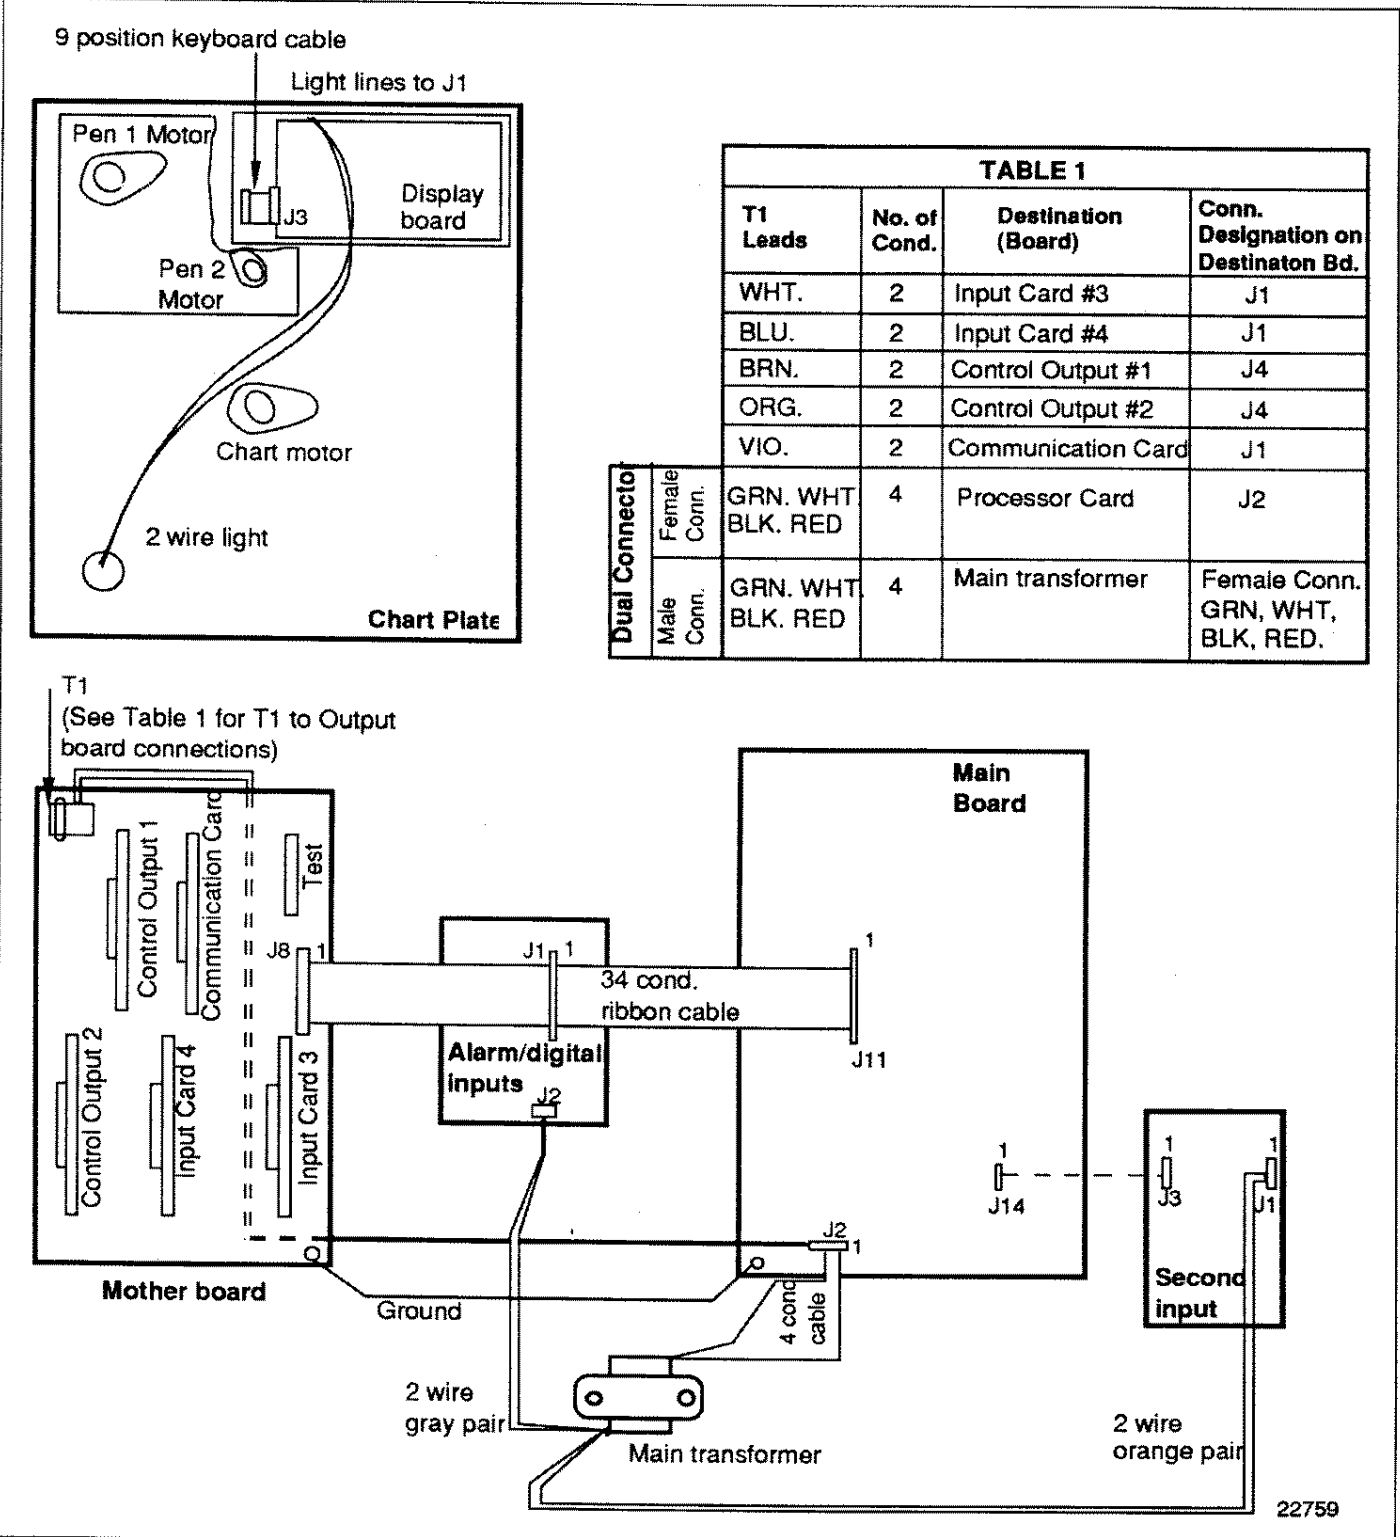 9 position keyboard cable
Light lines to J1
Pen 1 Motor
J3
Display
board
Pen 2
Motor
Chart motor
2 wire light
Chart Plate
TABLE 1
T1
Leads
No. of
Cond.
Destination
(Board)
Conn.
Designation on
Destinaton Bd.
WHT. 2 Input Card #3 J1
BLU. 2 Input Card #4 J1
BRN. 2 Control Output #1 J4
ORG. 2 Control Output #2 J4
VIO. 2 Communication Card J1
Dual Connector
Female
Conn.
GRN. WHT.
BLK. RED
4 Processor Card J2
Male
Conn.
GRN. WHT.
BLK. RED
4 Main transformer
Female Conn.
GRN, WHT,
BLK, RED.
T1
(See Table 1 for T1 to Output
board connections)
Control Output 1
Communication Card
Test
J8 1
Control Output 2
Input Card 4
Input Card 3
Mother board
J1 1
34 cond.
ribbon cable
Alarm/digital
inputs
J2
Main
Board
1
J11
1
J14
J2
1
1
J3
1
J1
Second
input
Ground
4 cond
cable
2 wire
gray pair
Main transformer
2 wire
orange pair
22759